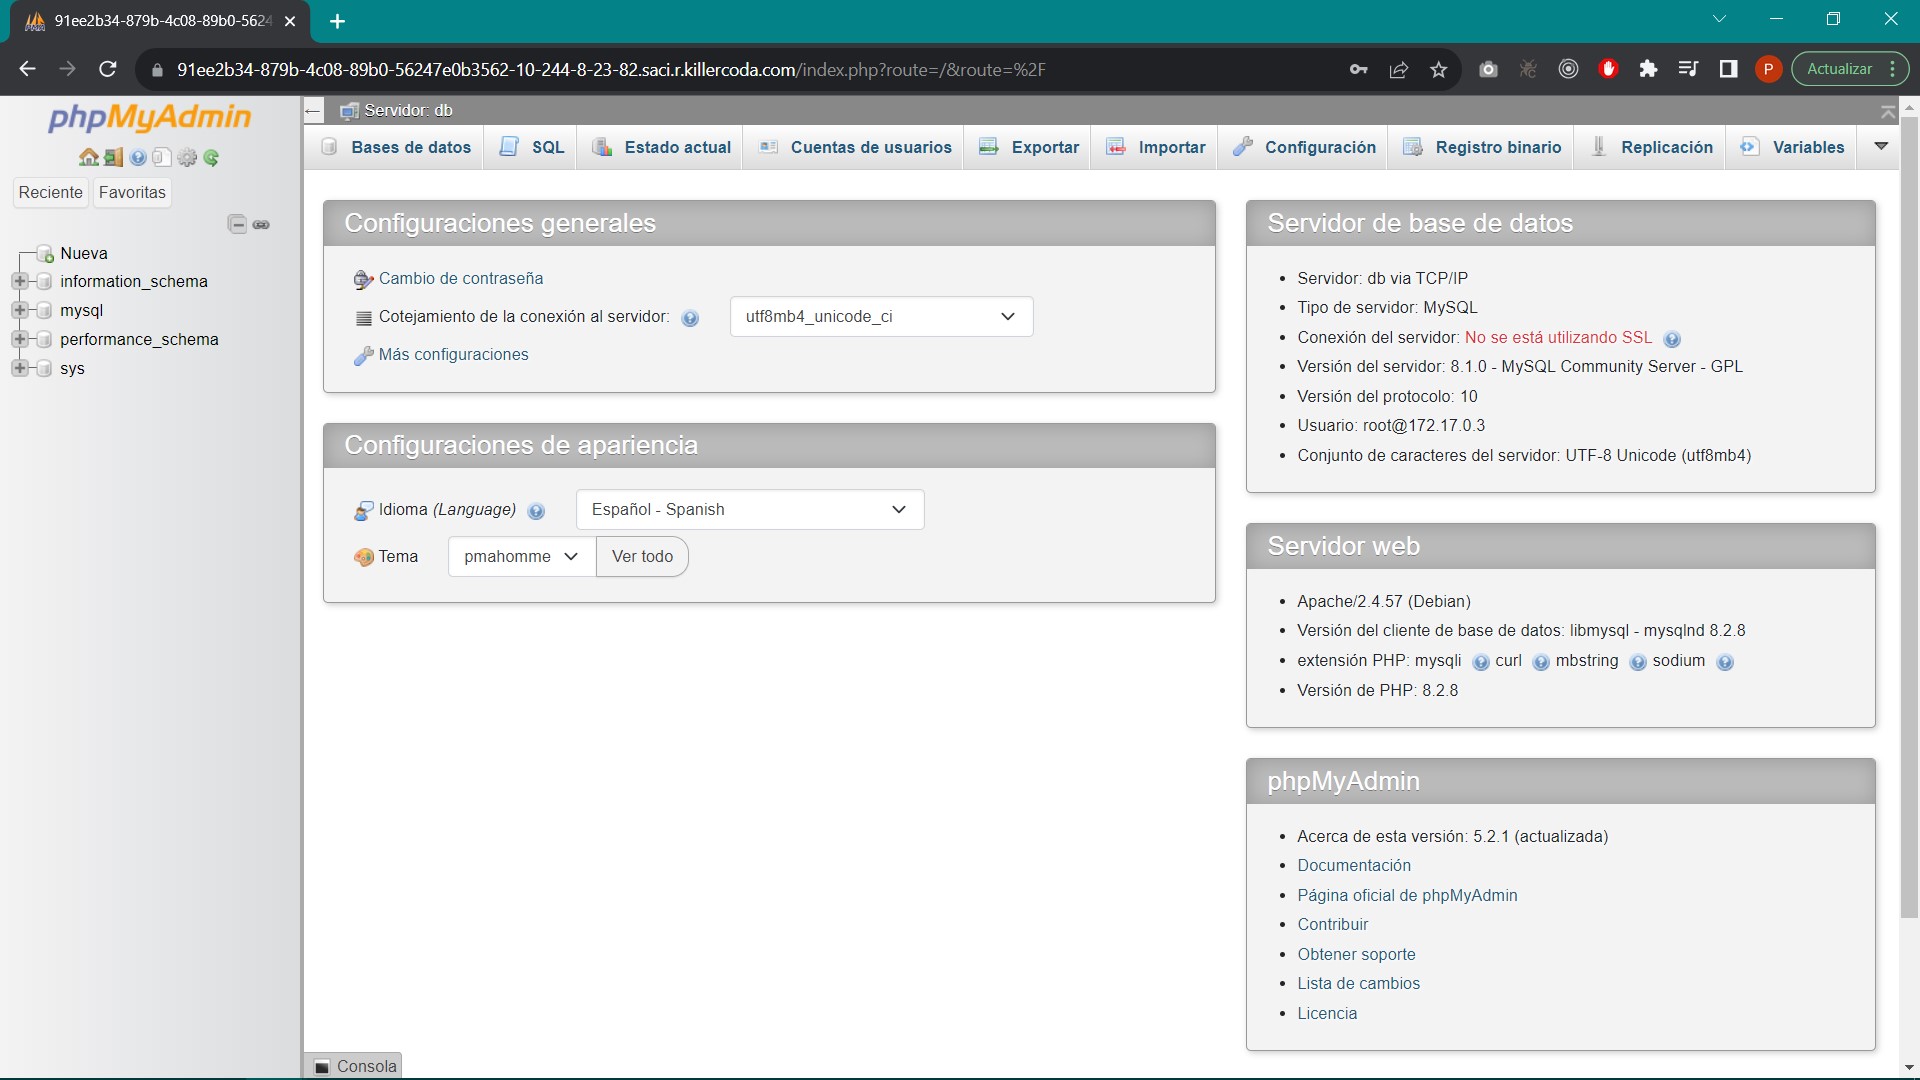 91ee2b34-879b-4c08-89b0-5624
91ee2b34-879b-4c08-89b0-56247e0b3562-10-244-8-23-82.saci.r.killercoda.com/index.php?route=/&route=%2F
P
Actualizar
phpMyAdmin
Reciente
Favoritas
Nueva
information_schema
mysql
performance_schema
sys
Servidor: db
Bases de datos
SQL
Estado actual
Cuentas de usuarios
Exportar
Importar
Configuración
Registro binario
Replicación
Variables
Configuraciones generales
Cambio de contraseña
Cotejamiento de la conexión al servidor:
utf8mb4_unicode_ci
Más configuraciones
Configuraciones de apariencia
Idioma (Language)
Español - Spanish
Tema
pmahomme
Ver todo
Servidor de base de datos
Servidor: db via TCP/IP
Tipo de servidor: MySQL
Conexión del servidor: No se está utilizando SSL
Versión del servidor: 8.1.0 - MySQL Community Server - GPL
Versión del protocolo: 10
Usuario: root@172.17.0.3
Conjunto de caracteres del servidor: UTF-8 Unicode (utf8mb4)
Servidor web
Apache/2.4.57 (Debian)
Versión del cliente de base de datos: libmysql - mysqlnd 8.2.8
extensión PHP: mysqli curl mbstring sodium
Versión de PHP: 8.2.8
phpMyAdmin
Acerca de esta versión: 5.2.1 (actualizada)
Documentación
Página oficial de phpMyAdmin
Contribuir
Obtener soporte
Lista de cambios
Licencia
Consola